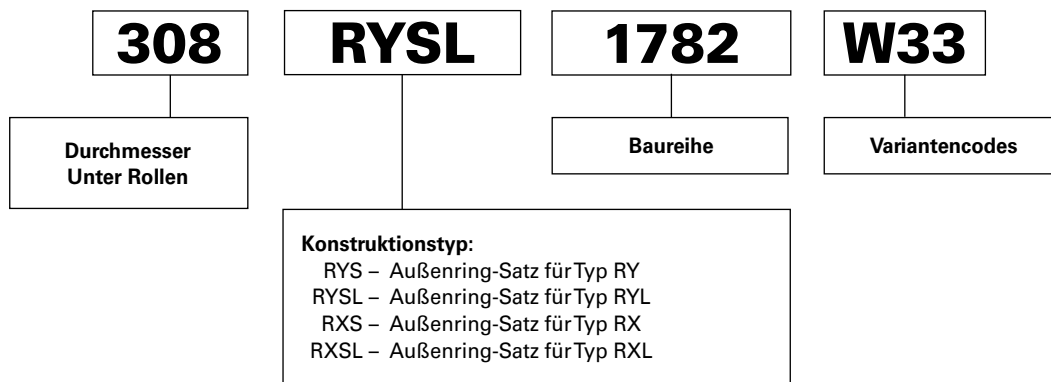 308 RYSL 1782 W33
Durchmesser
Unter Rollen
Baureihe
Variantencodes
Konstruktionstyp:
RYS – Außenring-Satz für Typ RY
RYSL – Außenring-Satz für Typ RYL
RXS – Außenring-Satz für Typ RX
RXSL – Außenring-Satz für Typ RXL